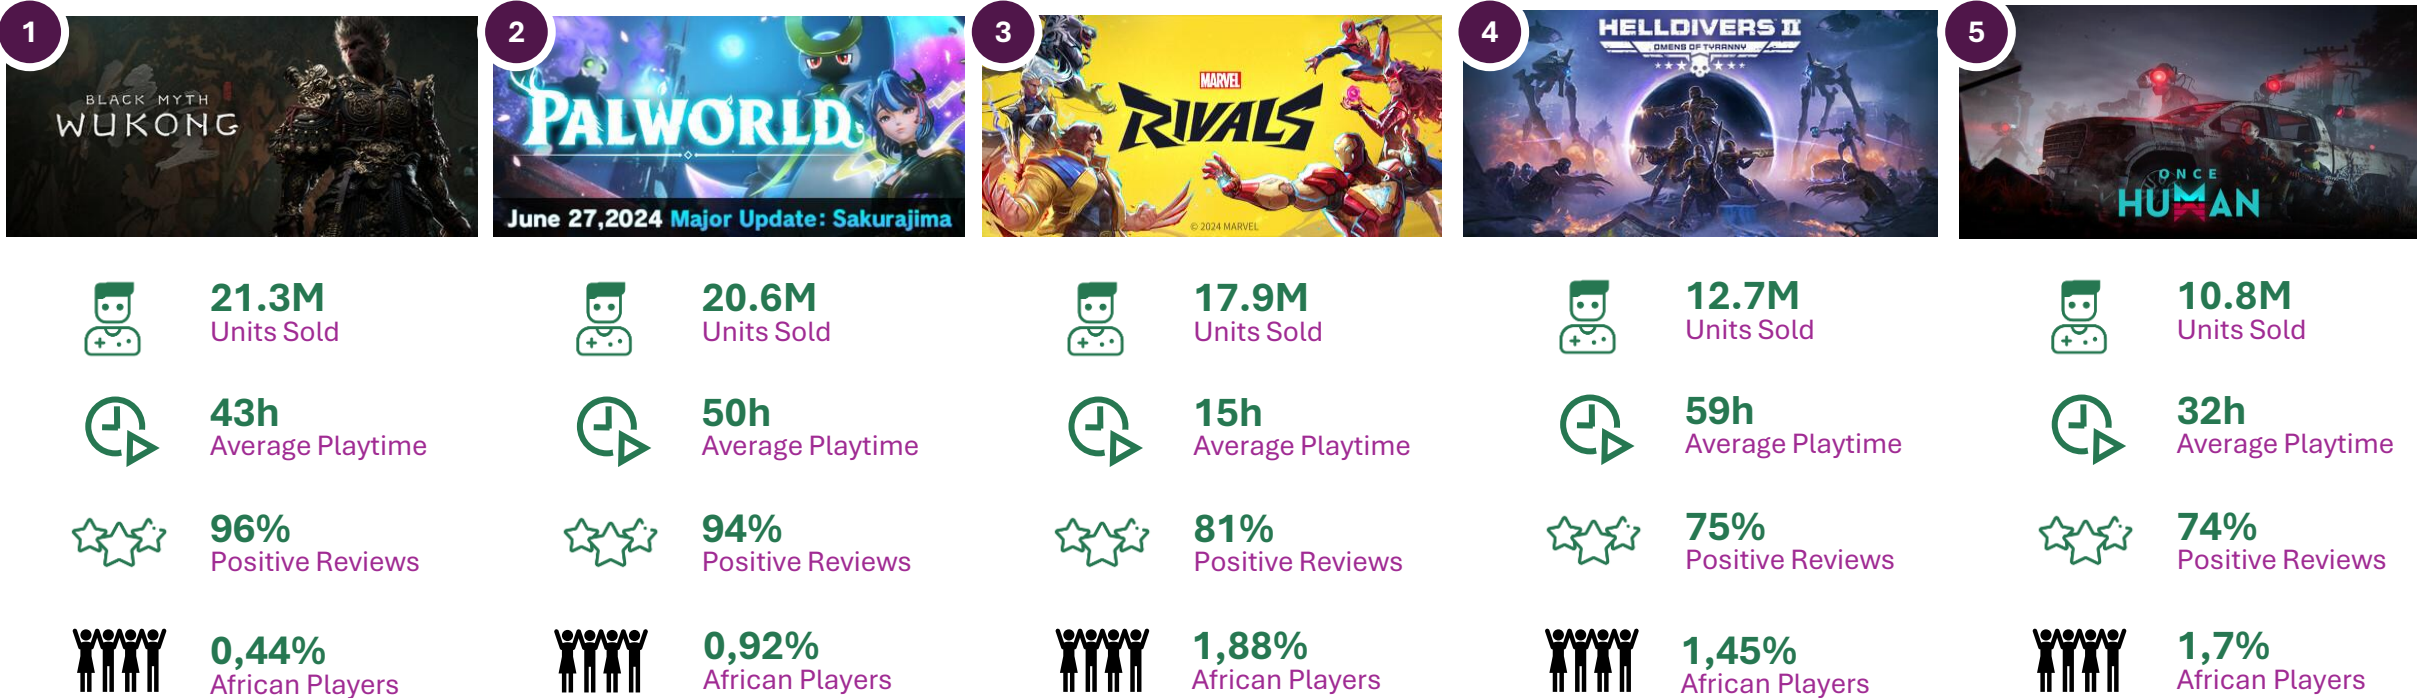 1
BLACK MYTH
WUKONG
21.3M
Units Sold
43h
Average Playtime
96%
Positive Reviews
0,44%
African Players
2
PALWORLD
June 27,2024 Major Update: Sakurajima
20.6M
Units Sold
50h
Average Playtime
94%
Positive Reviews
0,92%
African Players
3
MARVEL
RIVALS
© 2024 MARVEL
17.9M
Units Sold
15h
Average Playtime
81%
Positive Reviews
1,88%
African Players
4
HELLDIVERS II
OMENS OF TYRANNY
12.7M
Units Sold
59h
Average Playtime
75%
Positive Reviews
1,45%
African Players
5
ONCE
HUMAN
10.8M
Units Sold
32h
Average Playtime
74%
Positive Reviews
1,7%
African Players